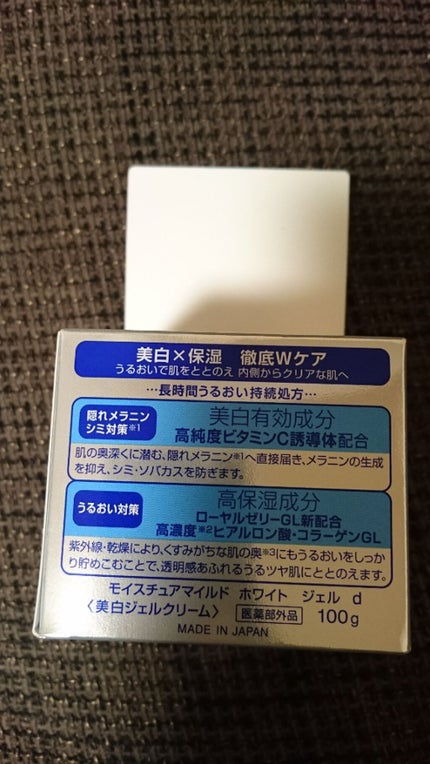 美白×保湿 徹底Wケア
うるおいで肌をととのえ 内側からクリアな肌へ
…長時間うるおい持続処方…
隠れメラニン
シミ対策※1
美白有効成分
高純度ビタミンC誘導体配合
肌の奥深くに潜む、隠れメラニン※1へ直接届き、メラニンの生成
を抑え、シミ・ソバカスを防ぎます。
うるおい対策
高保湿成分
ローヤルゼリーGL新配合
高濃度※2ヒアルロン酸・コラーゲンGL
紫外線・乾燥により、くすみがちな肌の奥※3にもうるおいをしっか
り貯めこむことで、透明感あふれるうるツヤ肌にととのえます。
モイスチュアマイルド ホワイト ジェル d
〈美白ジェルクリーム〉 医薬部外品 100g
MADE IN JAPAN